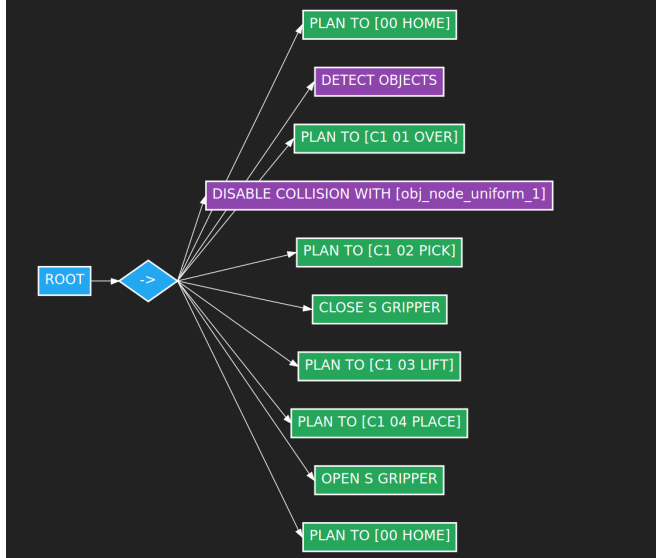 PLAN TO [00 HOME]
DETECT OBJECTS
PLAN TO [C1 01 OVER]
DISABLE COLLISION WITH [obj_node_uniform_1]
PLAN TO [C1 02 PICK]
ROOT
->
CLOSE S GRIPPER
PLAN TO [C1 03 LIFT]
PLAN TO [C1 04 PLACE]
OPEN S GRIPPER
PLAN TO [00 HOME]